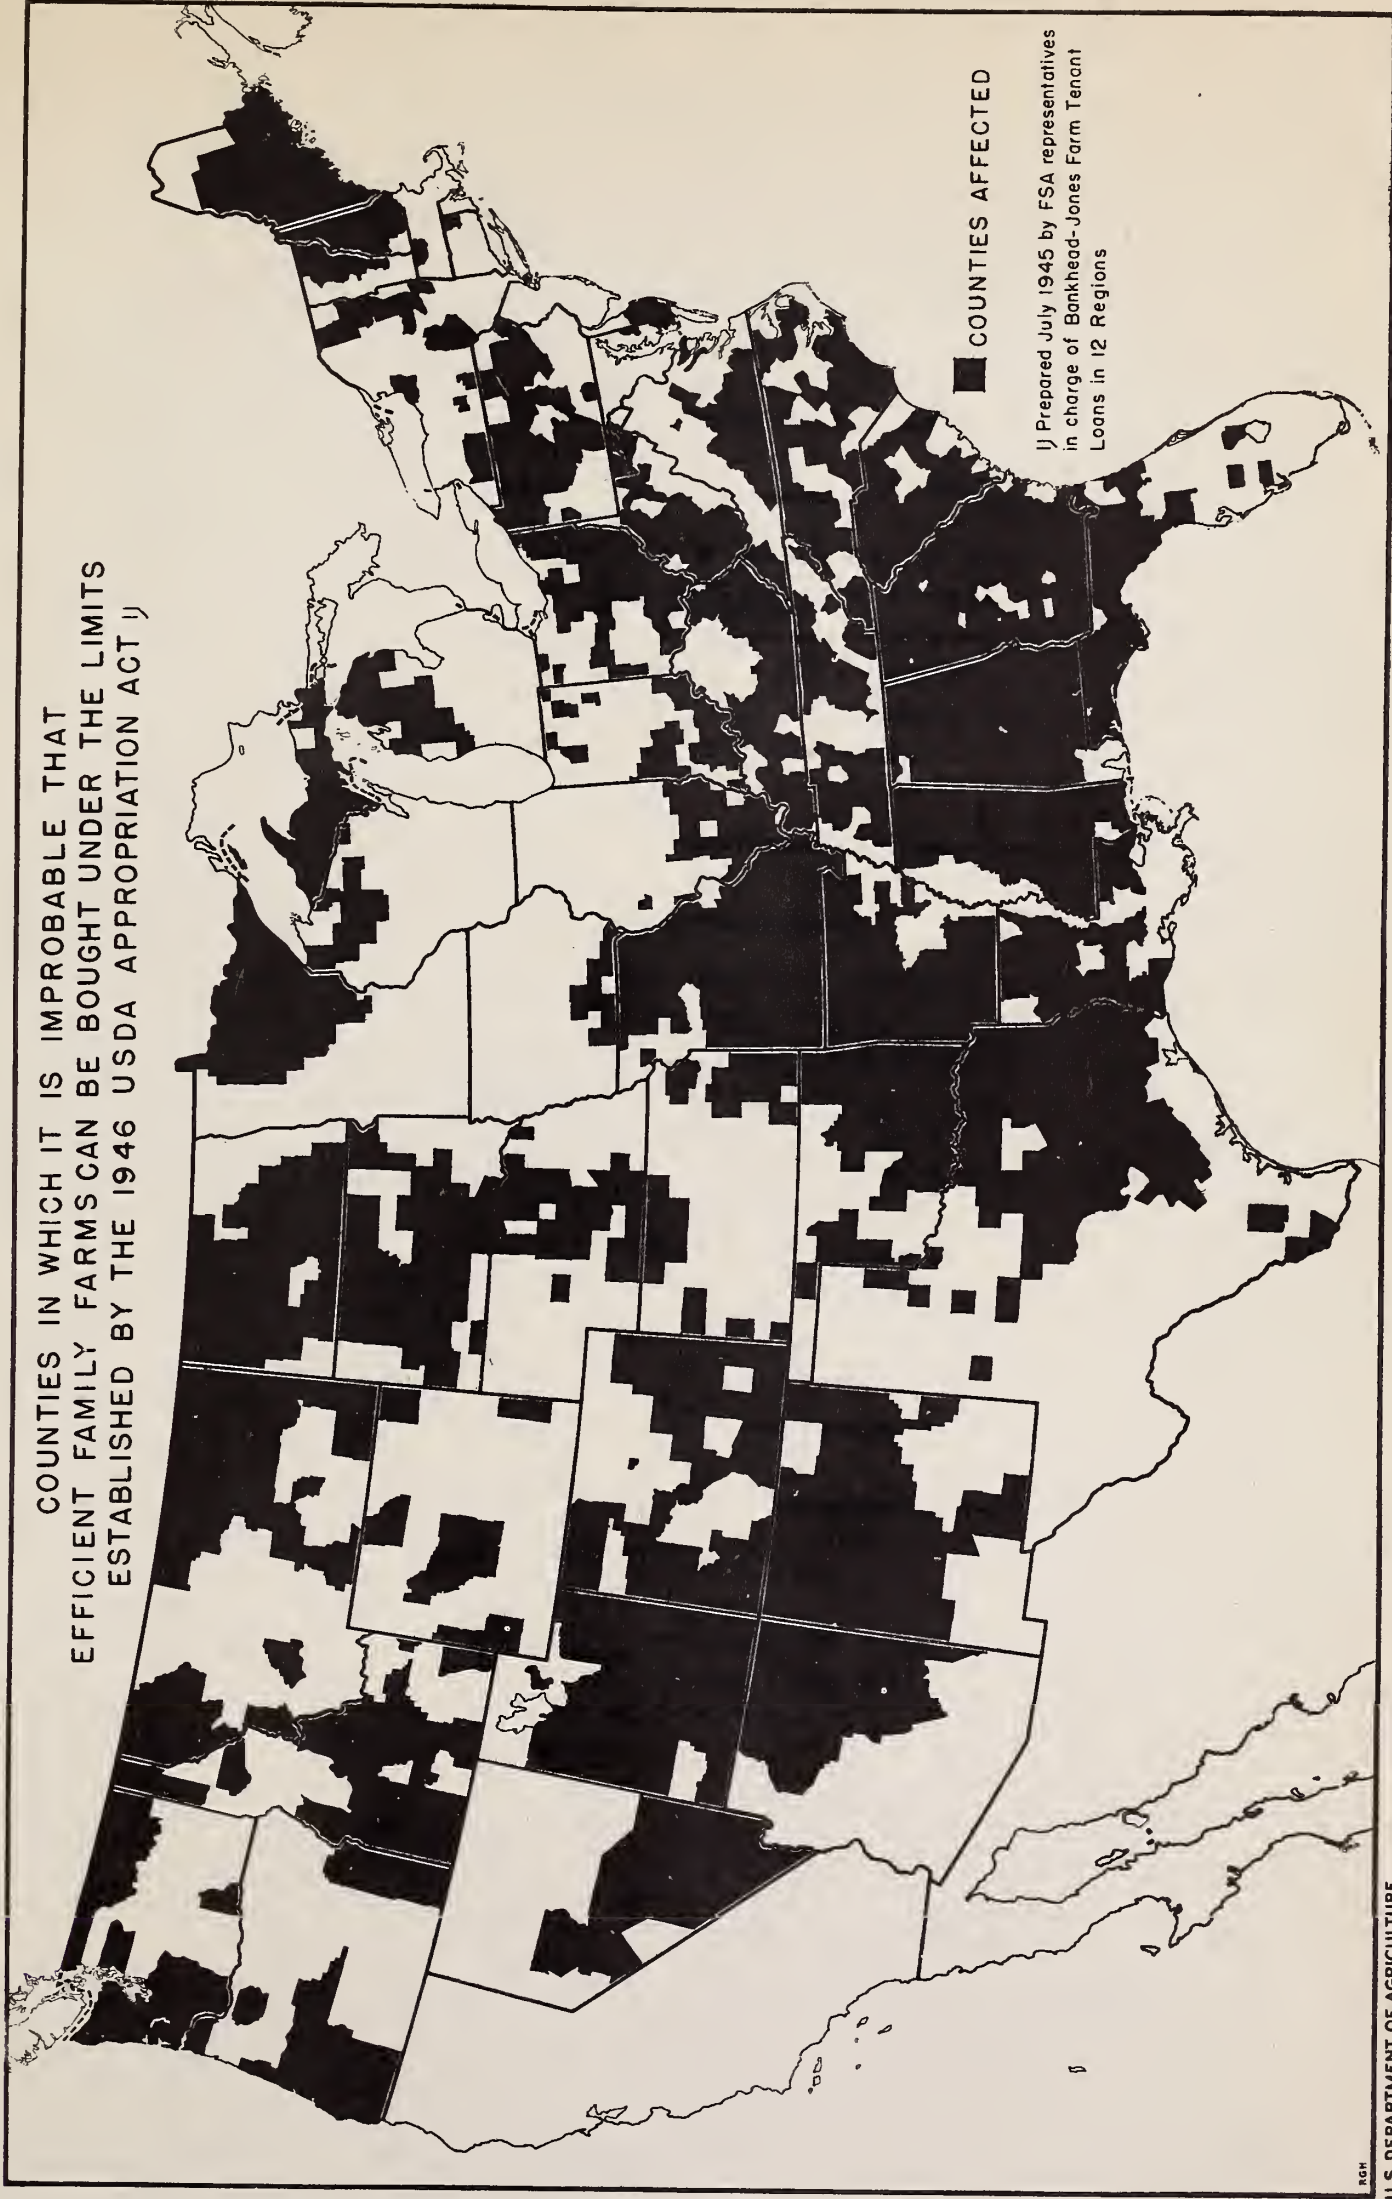 COUNTIES IN WHICH IT IS IMPROBABLE THAT
EFFICIENT FAMILY FARMS CAN BE BOUGHT UNDER THE LIMITS
ESTABLISHED BY THE 1946 USDA APPROPRIATION ACT 1)
COUNTIES AFFECTED
1) Prepared July 1945 by FSA representatives
in charge of Bankhead-Jones Farm Tenant
Loans in 12 Regions
RGH
U.S. DEPARTMENT OF AGRICULTURE